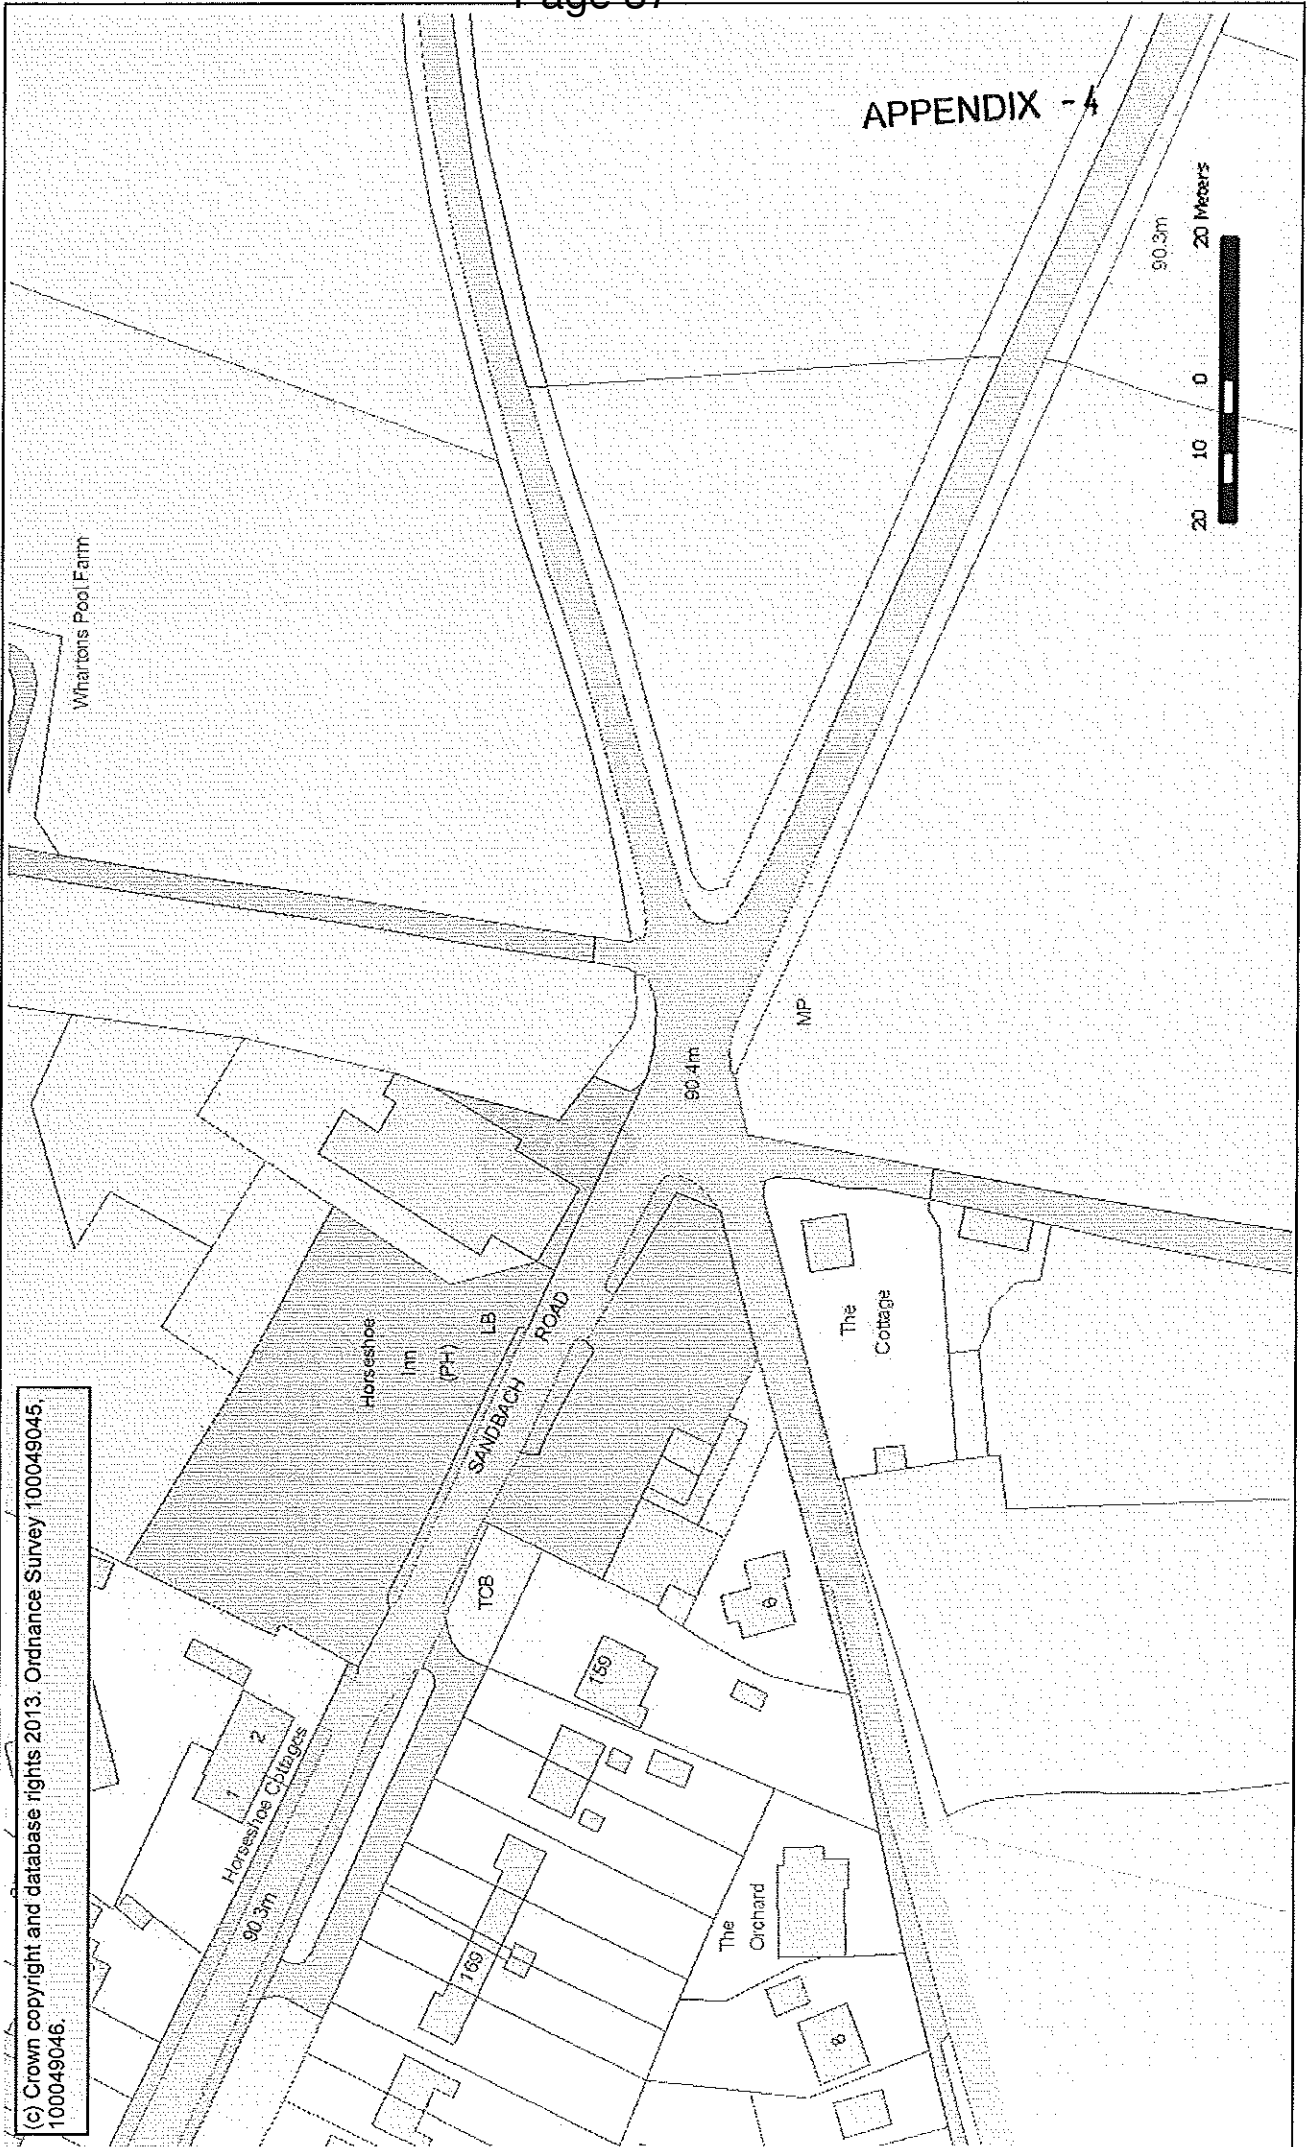 Page 37
APPENDIX - 4
20 Meters
90.3m
0
10
20
Whartons Pool Farm
MP
90.4m
Horseshoe
Inn
(PH)
LB
SANDBACH ROAD
The
Cottage
TCB
159
1
2
Horseshoe Cottages
90.3m
169
The
Orchard
(c) Crown copyright and database rights 2013. Ordnance Survey 100049045,
100049046.